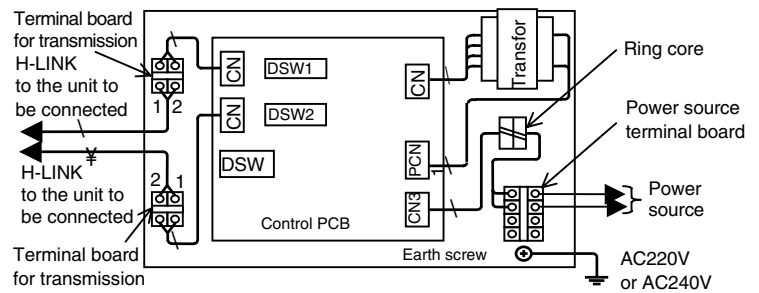 Terminal board
for transmission
H-LINK
to the unit to
be connected
1 2
¥
2 1
H-LINK
to the unit to
be connected
Terminal board
for transmission
CN
DSW1
CN
DSW2
DSW
Control PCB
CN
PCN
1
CN3
Transfor
Ring core
Power source
terminal board
Power
source
Earth screw
AC220V
or AC240V